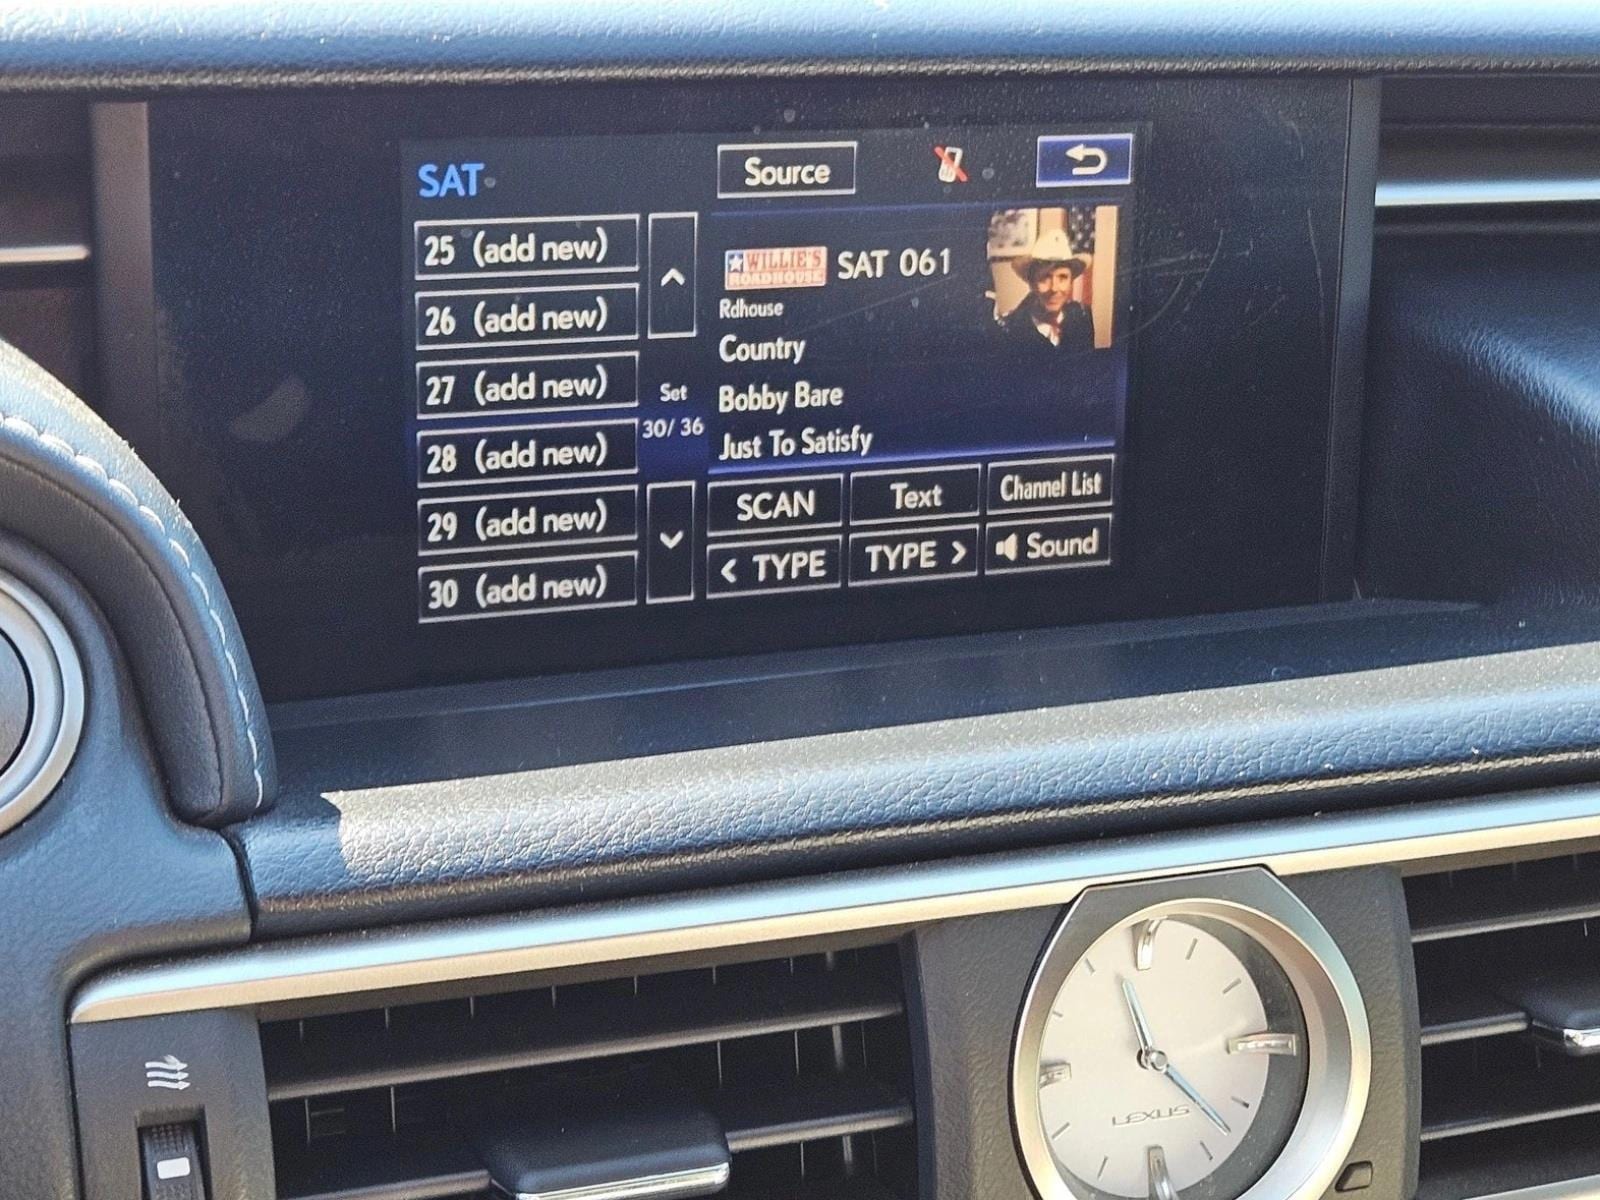 SAT
Source
25 (add new)
26 (add new)
27 (add new)
28 (add new)
29 (add new)
30 (add new)
Set
30/ 36
WILLIE'S
ROADHOUSE
SAT 061
Rdhouse
Country
Bobby Bare
Just To Satisfy
SCAN
Text
Channel List
< TYPE
TYPE >
Sound
LEXUS